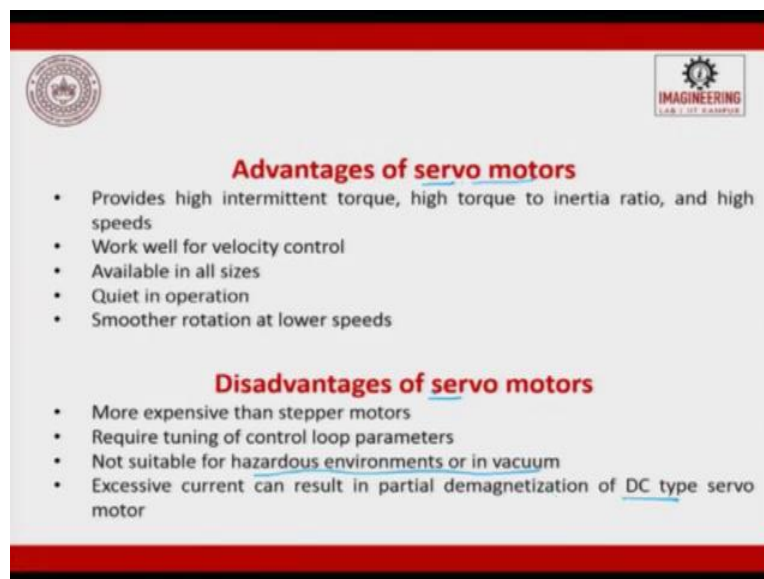 IMAGINEERING
LAB | IIT KANPUR
Advantages of servo motors
• Provides high intermittent torque, high torque to inertia ratio, and high
speeds
• Work well for velocity control
• Available in all sizes
• Quiet in operation
• Smoother rotation at lower speeds
Disadvantages of servo motors
• More expensive than stepper motors
• Require tuning of control loop parameters
• Not suitable for hazardous environments or in vacuum
• Excessive current can result in partial demagnetization of DC type servo
motor